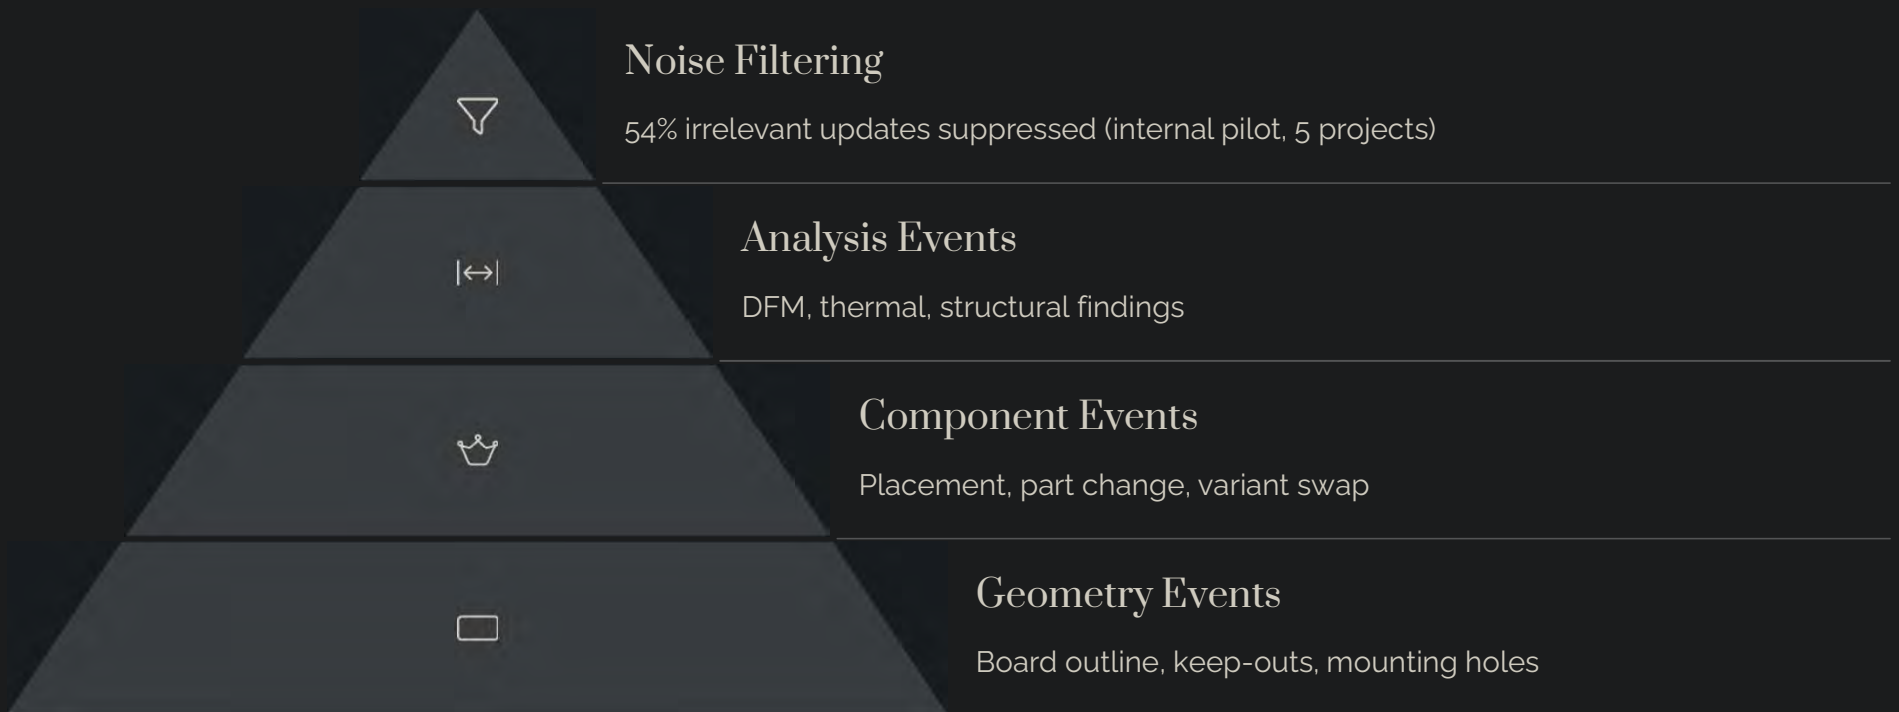 Noise Filtering
54% irrelevant updates suppressed (internal pilot, 5 projects)
Analysis Events
DFM, thermal, structural findings
Component Events
Placement, part change, variant swap
Geometry Events
Board outline, keep-outs, mounting holes